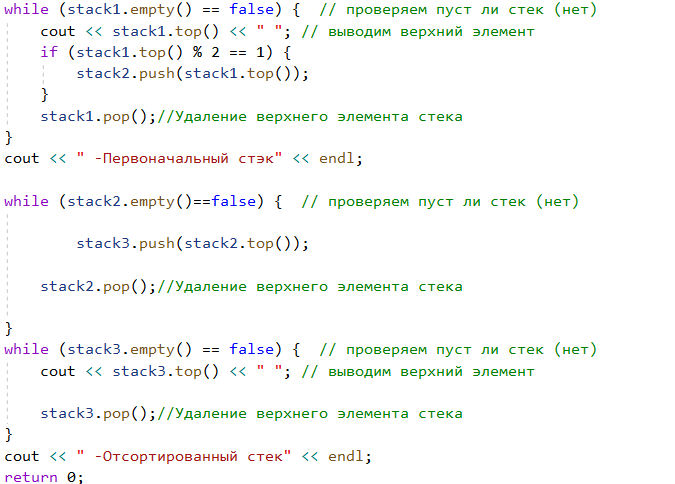 while (stack1.empty() == false) {  // проверяем пуст ли стек (нет)
    cout << stack1.top() << " "; // выводим верхний элемент
    if (stack1.top() % 2 == 1) {
        stack2.push(stack1.top());
    }
    stack1.pop();//Удаление верхнего элемента стека
}
cout << " -Первоначальный стэк" << endl;
while (stack2.empty()==false) {  // проверяем пуст ли стек (нет)
        stack3.push(stack2.top());
    stack2.pop();//Удаление верхнего элемента стека
}
while (stack3.empty() == false) {  // проверяем пуст ли стек (нет)
    cout << stack3.top() << " "; // выводим верхний элемент
    stack3.pop();//Удаление верхнего элемента стека
}
cout << " -Отсортированный стек" << endl;
return 0;